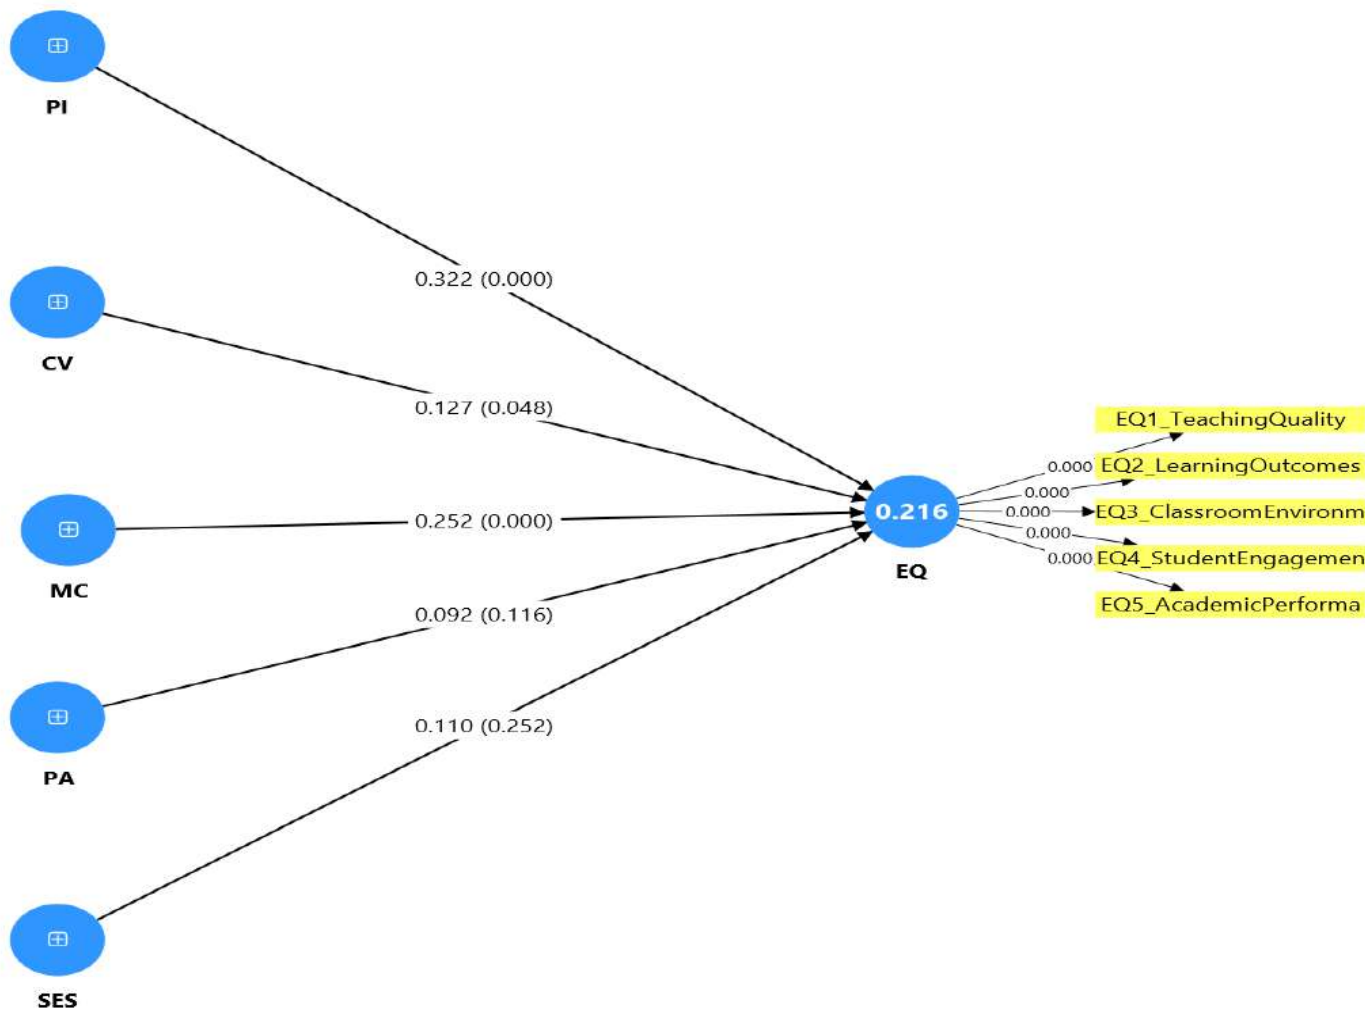 PI
0.322 (0.000)
CV
0.127 (0.048)
MC
0.252 (0.000)
PA
0.092 (0.116)
SES
0.110 (0.252)
0.216
EQ
0.000
0.000
0.000
0.000
0.000
EQ1_TeachingQuality
EQ2_LearningOutcomes
EQ3_ClassroomEnvironm
EQ4_StudentEngagemen
EQ5_AcademicPerforma